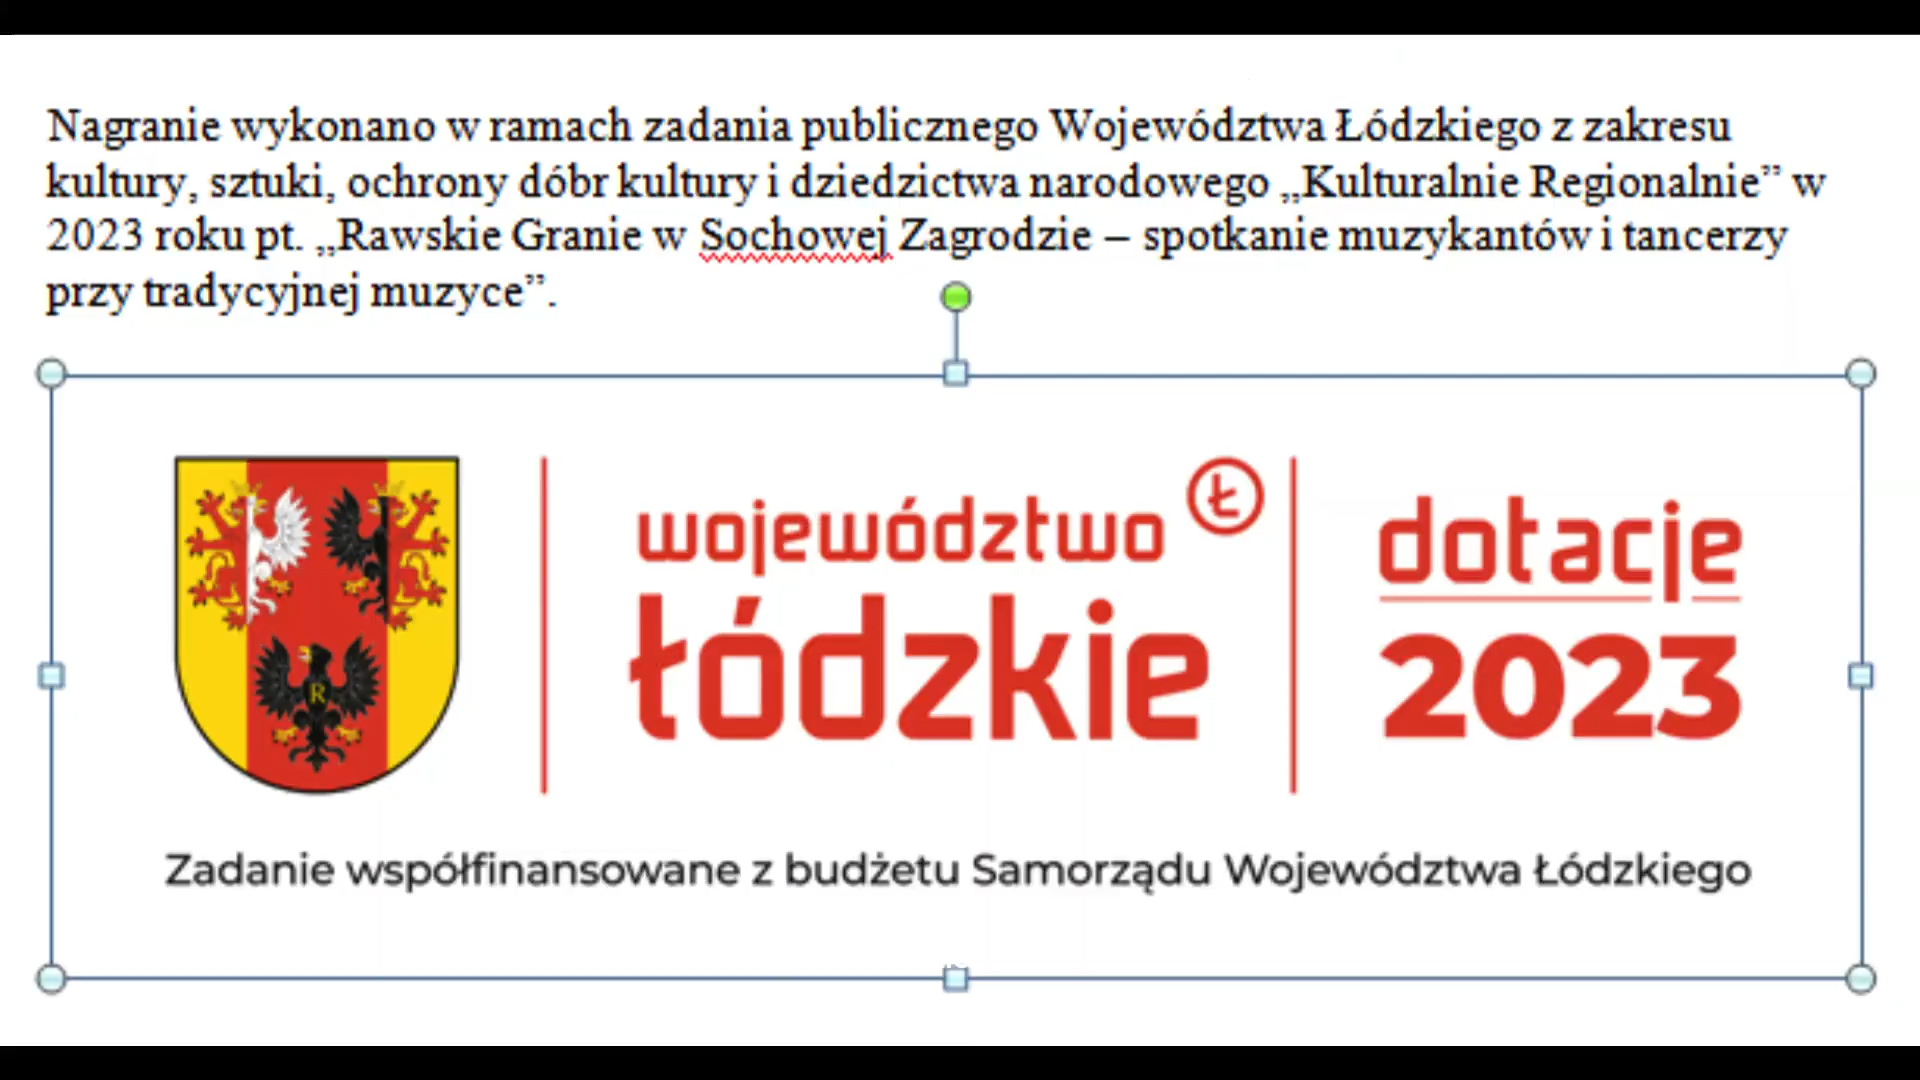 Nagranie wykonano w ramach zadania publicznego Województwa Łódzkiego z zakresu
kultury, sztuki, ochrony dóbr kultury i dziedzictwa narodowego „Kulturalnie Regionalnie” w
2023 roku pt. „Rawskie Granie w Sochowej Zagrodzie – spotkanie muzykantów i tancerzy
przy tradycyjnej muzyce”.
województwo Ł
łódzkie
dotacje
2023
R
Zadanie współfinansowane z budżetu Samorządu Województwa Łódzkiego